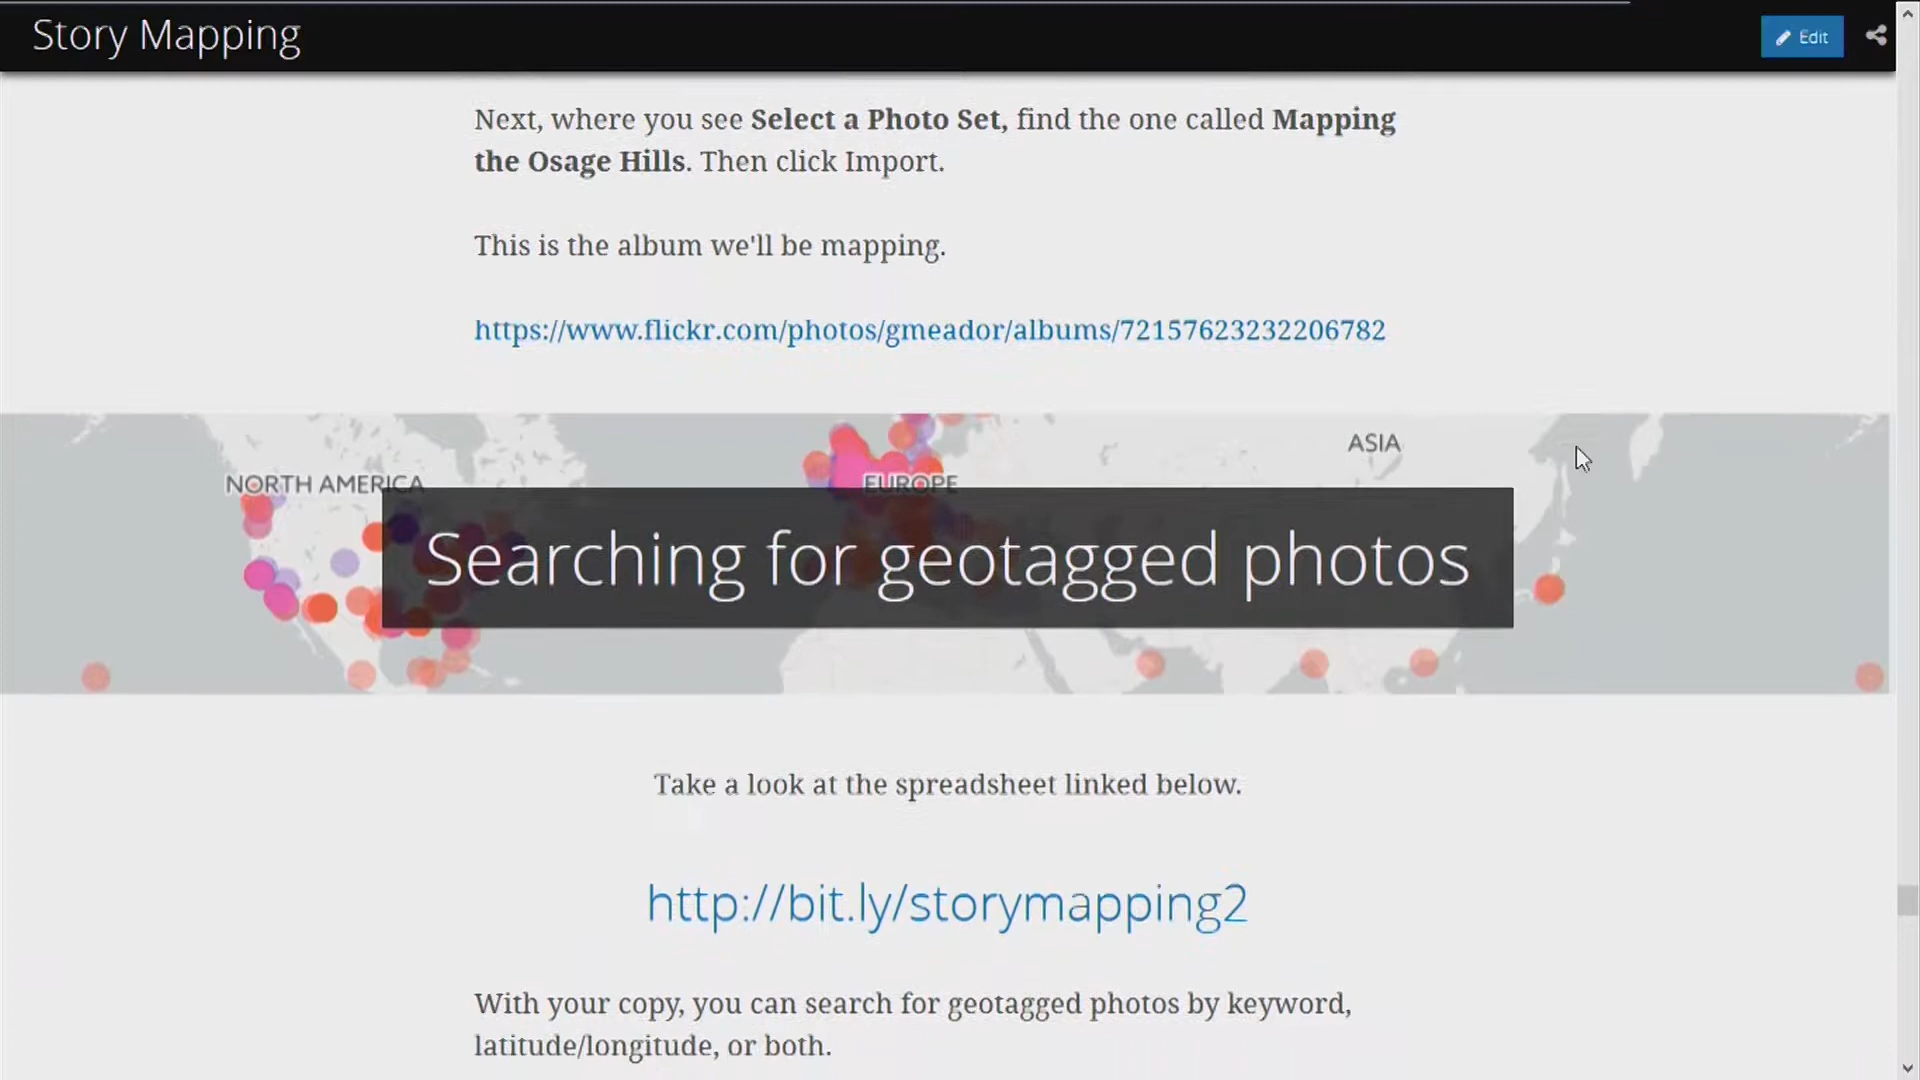 Story Mapping
Edit
Next, where you see Select a Photo Set, find the one called Mapping
the Osage Hills. Then click Import.
This is the album we'll be mapping.
https://www.flickr.com/photos/gmeador/albums/72157623232206782
ASIA
NORTH AMERICA
EUROPE
Searching for geotagged photos
Take a look at the spreadsheet linked below.
http://bit.ly/storymapping2
With your copy, you can search for geotagged photos by keyword,
latitude/longitude, or both.